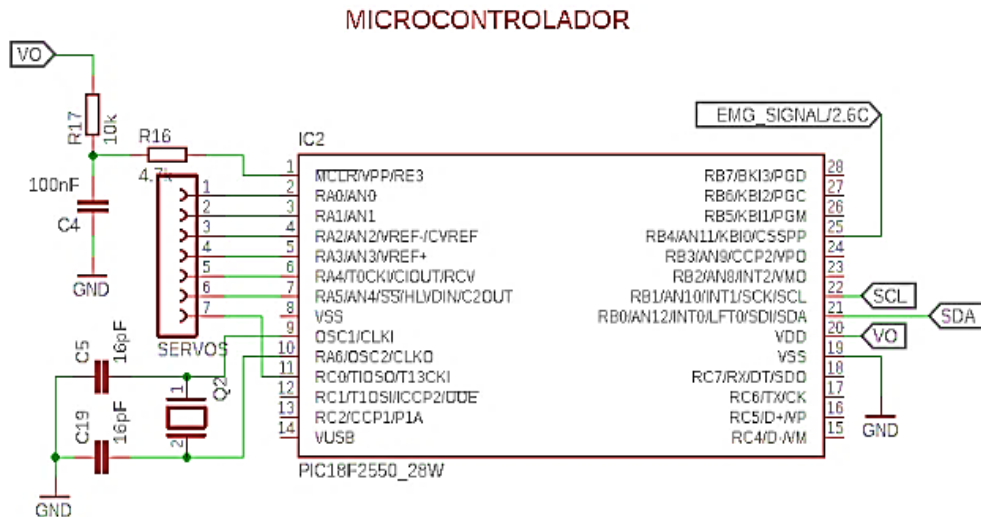 MICROCONTROLADOR
VO
R17
10k
R16
4.7k
100nF
C4
GND
SERVOS
1
2
3
4
5
6
7
C5
16pF
C19
16pF
GND
1
2
Q2
IC2
1 MCLR/VPP/RE3
2 RA0/AN0
3 RA1/AN1
4 RA2/AN2/VREF-/CVREF
5 RA3/AN3/VREF+
6 RA4/T0CKI/C1OUT/RCV
7 RA5/AN4/SS/HLVDIN/C2OUT
8 VSS
9 OSC1/CLKI
10 RA6/OSC2/CLKO
11 RC0/T1OSO/T13CKI
12 RC1/T1OSI/CCP2/UOE
13 RC2/CCP1/P1A
14 VUSB
RB7/BKI3/PGD 28
RB6/KBI2/PGC 27
RB5/KBI1/PGM 26
RB4/AN11/KBI0/CSSPP 25
RB3/AN9/CCP2/VPO 24
RB2/AN8/INT2/VMO 23
RB1/AN10/INT1/SCK/SCL 22
RB0/AN12/INT0/LFT0/SDI/SDA 21
VDD 20
VSS 19
RC7/RX/DT/SDO 18
RC6/TX/CK 17
RC5/D+/VP 16
RC4/D-/VM 15
PIC18F2550_28W
EMG_SIGNAL/2.6C
SCL
SDA
VO
GND